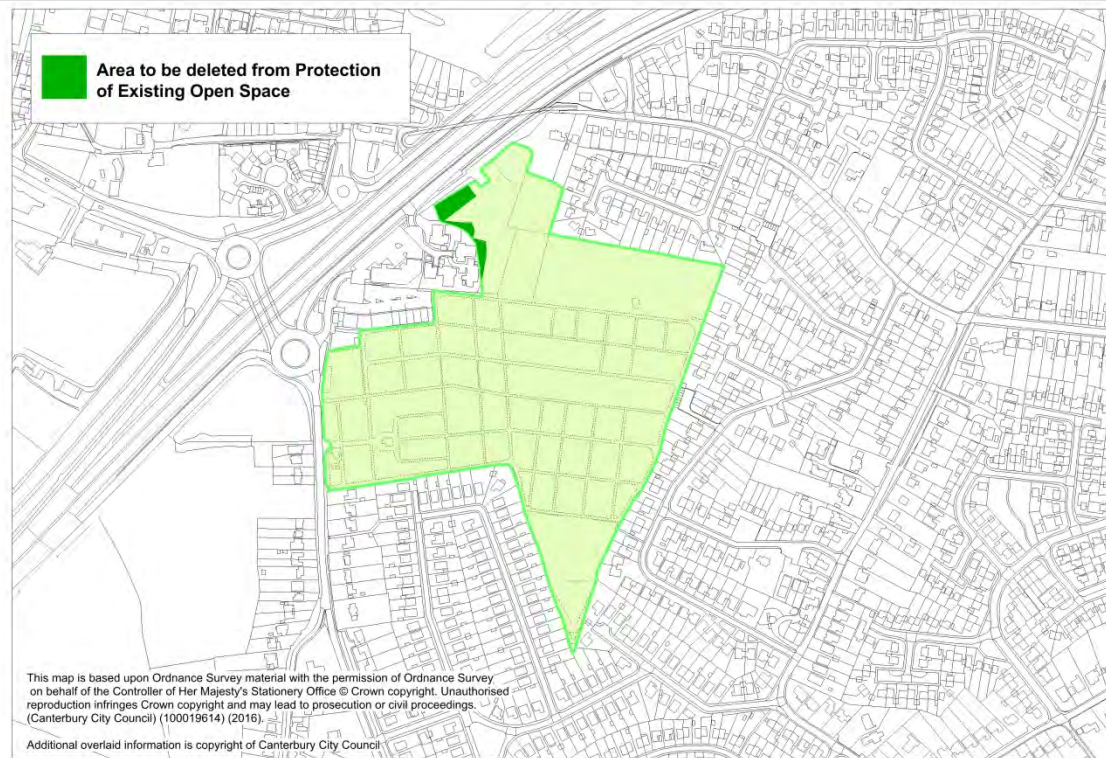 Area to be deleted from Protection
of Existing Open Space
This map is based upon Ordnance Survey material with the permission of Ordnance Survey
on behalf of the Controller of Her Majesty's Stationery Office © Crown copyright. Unauthorised
reproduction infringes Crown copyright and may lead to prosecution or civil proceedings.
(Canterbury City Council) (100019614) (2016).
Additional overlaid information is copyright of Canterbury City Council